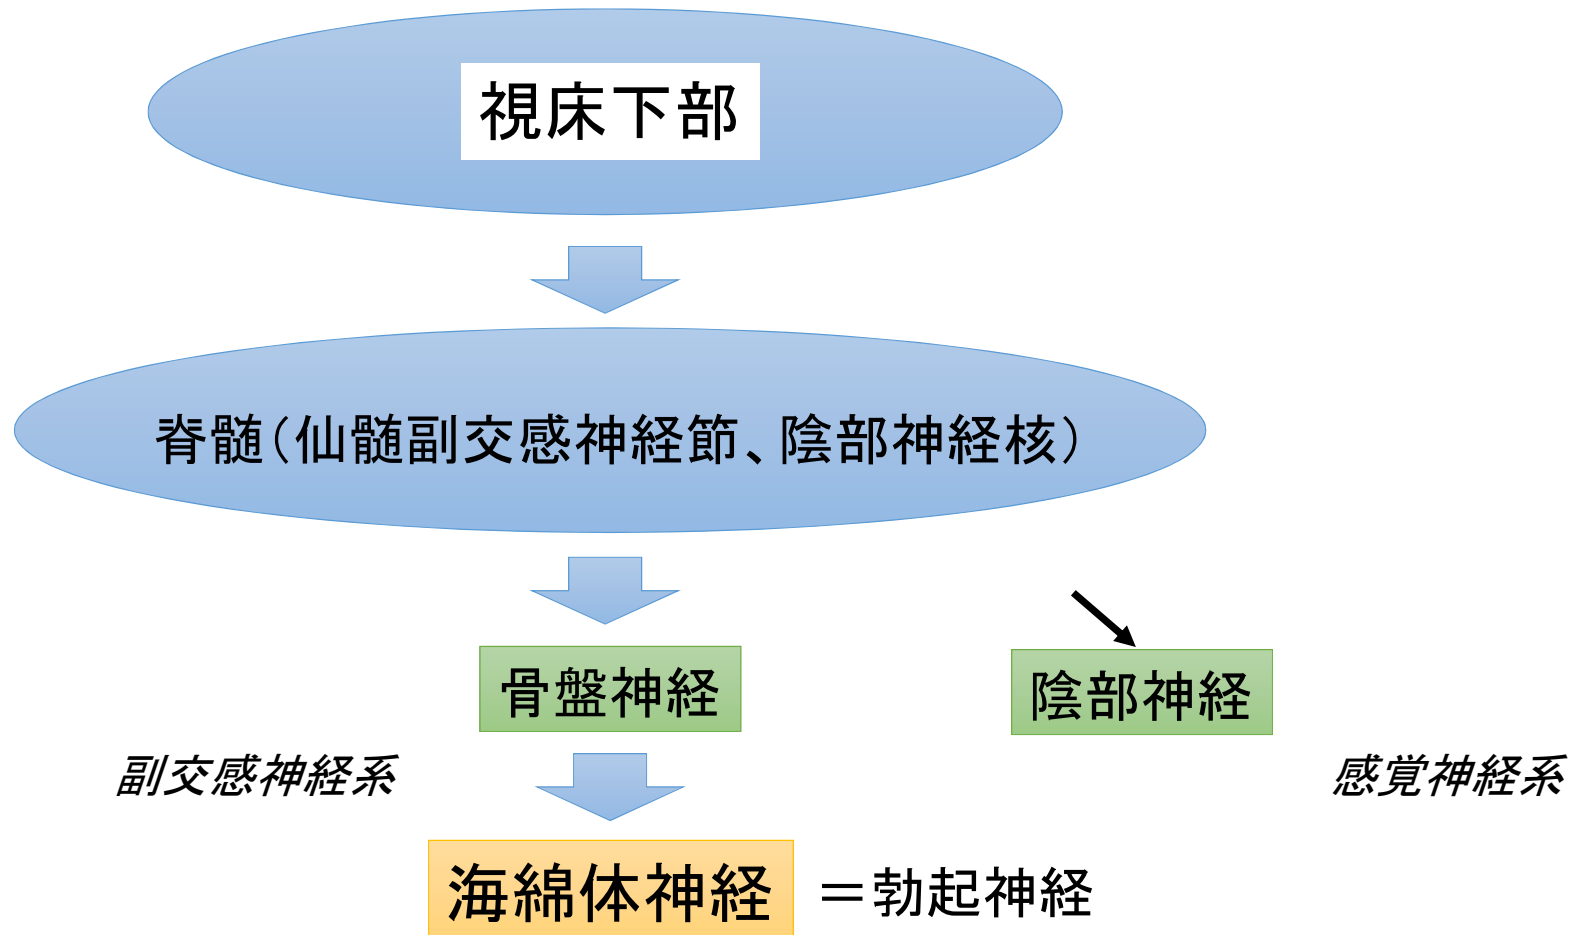 視床下部
脊髄（仙髄副交感神経節、陰部神経核）
骨盤神経
陰部神経
副交感神経系
感覚神経系
海綿体神経
＝勃起神経